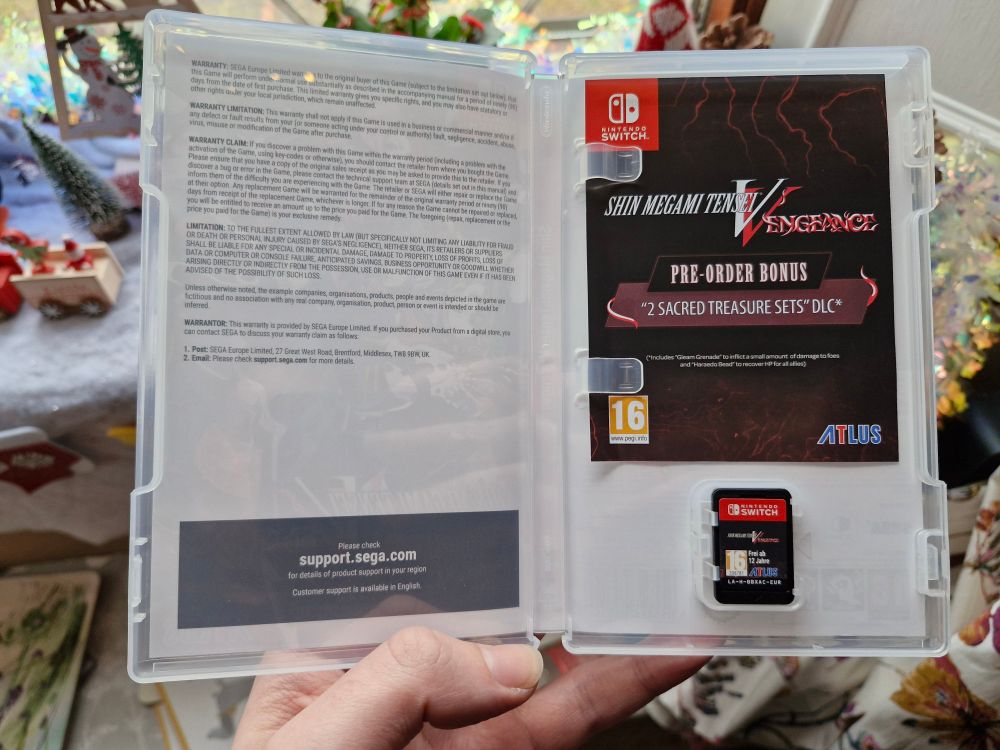 WARRANTY: SEGA Europe Limited warrants to the original buyer of this Game (subject to the limitation set out below), that
this Game will perform under normal use substantially as described in the accompanying manual for a period of ninety (90)
days from the date of first purchase. This limited warranty gives you specific rights, and you may also have statutory or
other rights under your local jurisdiction, which remain unaffected.
WARRANTY LIMITATION: This warranty shall not apply if this Game is used in a business or commercial manner and/or if
any defect or fault results from your (or someone acting under your control or authority) fault, negligence, accident, abuse,
virus, misuse or modification of the Game after purchase.
WARRANTY CLAIM: If you discover a problem with this Game within the warranty period (including a problem with the
activation of the Game, using key-codes or otherwise), you should contact the retailer from where you bought the Game.
Please ensure that you have a copy of the original sales receipt as you may be asked to provide this to the retailer. If you
discover a bug or error in the Game, please contact the technical support team at SEGA (details set out in this manual) and
inform them of the difficulty you are experiencing with the Game. The retailer or SEGA will either repair or replace the Game
at their option. Any replacement Game will be warranted for the remainder of the original warranty period or ninety (90)
days from receipt of the replacement Game, whichever is longer. If for any reason the Game cannot be repaired or replaced,
you will be entitled to receive an amount up to the price you paid for the Game. The foregoing (repair, replacement or the
price you paid for the Game) is your exclusive remedy.
LIMITATION: TO THE FULLEST EXTENT ALLOWED BY LAW (BUT SPECIFICALLY NOT LIMITING ANY LIABILITY FOR FRAUD
OR DEATH OR PERSONAL INJURY CAUSED BY SEGA'S NEGLIGENCE), NEITHER SEGA, ITS RETAILERS OR SUPPLIERS
SHALL BE LIABLE FOR ANY SPECIAL OR INCIDENTAL DAMAGE, DAMAGE TO PROPERTY, LOSS OF PROFITS, LOSS OF
DATA OR COMPUTER OR CONSOLE FAILURE, ANTICIPATED SAVINGS, BUSINESS OPPORTUNITY OR GOODWILL WHETHER
ARISING DIRECTLY OR INDIRECTLY FROM THE POSSESSION, USE OR MALFUNCTION OF THIS GAME EVEN IF IT HAS BEEN
ADVISED OF THE POSSIBILITY OF SUCH LOSS.
Unless otherwise noted, the example companies, organisations, products, people and events depicted in the game are
fictitious and no association with any real company, organisation, product, person or event is intended or should be
inferred.
WARRANTOR: This warranty is provided by SEGA Europe Limited. If you purchased your Product from a digital store, you
can contact SEGA to discuss your warranty claim as follows:
1. Post: SEGA Europe Limited, 27 Great West Road, Brentford, Middlesex, TW8 9BW, UK
2. Email: Please check support.sega.com for more details.
Please check
support.sega.com
for details of product support in your region
Customer support is available in English.
NINTENDO
SWITCH
SHIN MEGAMI TENSEI V
VENGEANCE
PRE-ORDER BONUS
"2 SACRED TREASURE SETS" DLC*
(*Includes "Gleam Grenade" to inflict a small amount of damage to foes
and "Haraedo Bead" to recover HP for all allies)
16
www.pegi.info
ATLUS
NINTENDO
SWITCH
SHIN MEGAMI TENSEI V
VENGEANCE
16
Frei ab
12 Jahre
ATLUS
LA-H-BBXAC-EUR